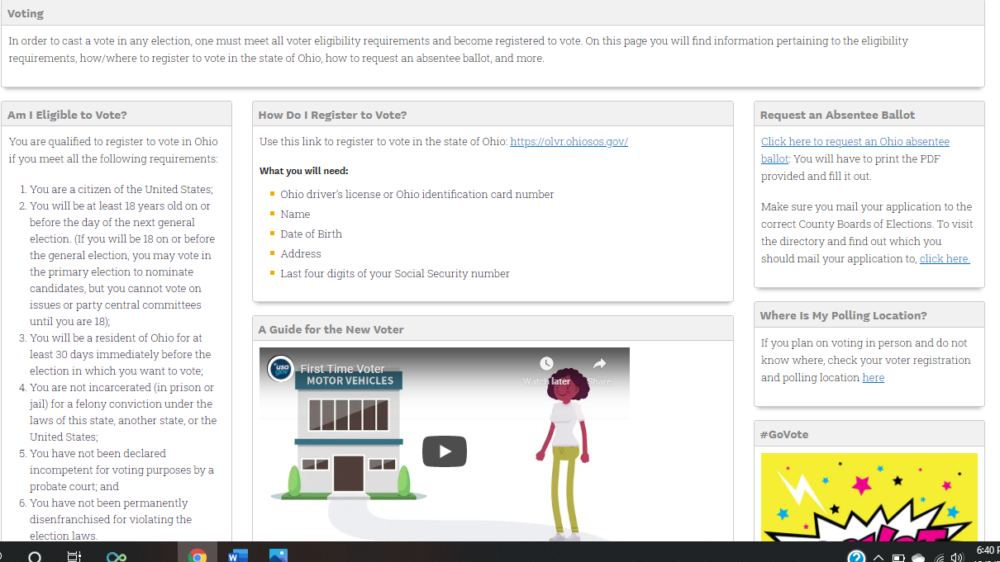 Voting
In order to cast a vote in any election, one must meet all voter eligibility requirements and become registered to vote. On this page you will find information pertaining to the eligibility
requirements, how/where to register to vote in the state of Ohio, how to request an absentee ballot, and more.
Am I Eligible to Vote?
You are qualified to register to vote in Ohio
if you meet all the following requirements:
1. You are a citizen of the United States;
2. You will be at least 18 years old on or
before the day of the next general
election. (If you will be 18 on or before
the general election, you may vote in
the primary election to nominate
candidates, but you cannot vote on
issues or party central committees
until you are 18);
3. You will be a resident of Ohio for at
least 30 days immediately before the
election in which you want to vote;
4. You are not incarcerated (in prison or
jail) for a felony conviction under the
laws of this state, another state, or the
United States;
5. You have not been declared
incompetent for voting purposes by a
probate court; and
6. You have not been permanently
disenfranchised for violating the
election laws.
How Do I Register to Vote?
Use this link to register to vote in the state of Ohio: https://olvr.ohiosos.gov/
What you will need:
Ohio driver's license or Ohio identification card number
Name
Date of Birth
Address
Last four digits of your Social Security number
A Guide for the New Voter
usa
gov
First Time Voter
Watch later
Share
MOTOR VEHICLES
Request an Absentee Ballot
Click here to request an Ohio absentee
ballot: You will have to print the PDF
provided and fill it out.
Make sure you mail your application to the
correct County Boards of Elections. To visit
the directory and find out which you
should mail your application to, click here.
Where Is My Polling Location?
If you plan on voting in person and do not
know where, check your voter registration
and polling location here
#GoVote
6:40 P